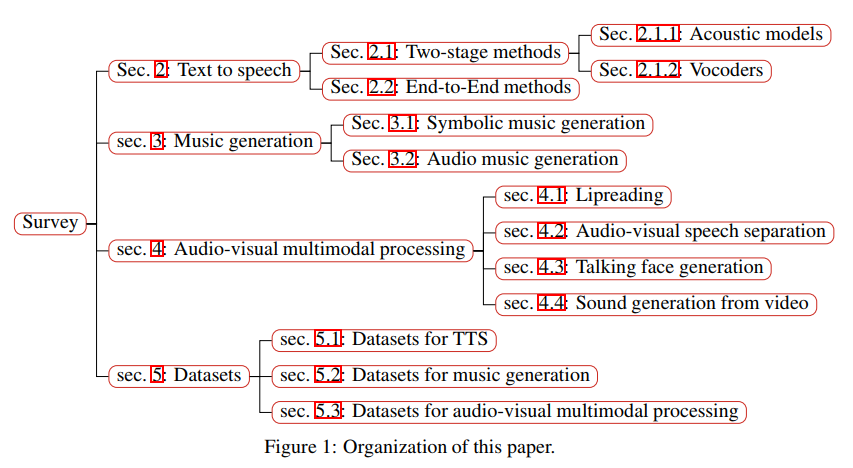 Survey
Sec. 2: Text to speech
Sec. 2.1: Two-stage methods
Sec. 2.1.1: Acoustic models
Sec. 2.1.2: Vocoders
Sec. 2.2: End-to-End methods
sec. 3: Music generation
Sec. 3.1: Symbolic music generation
Sec. 3.2: Audio music generation
sec. 4: Audio-visual multimodal processing
sec. 4.1: Lipreading
sec. 4.2: Audio-visual speech separation
sec. 4.3: Talking face generation
sec. 4.4: Sound generation from video
sec. 5: Datasets
sec. 5.1: Datasets for TTS
sec. 5.2: Datasets for music generation
sec. 5.3: Datasets for audio-visual multimodal processing
Figure 1: Organization of this paper.